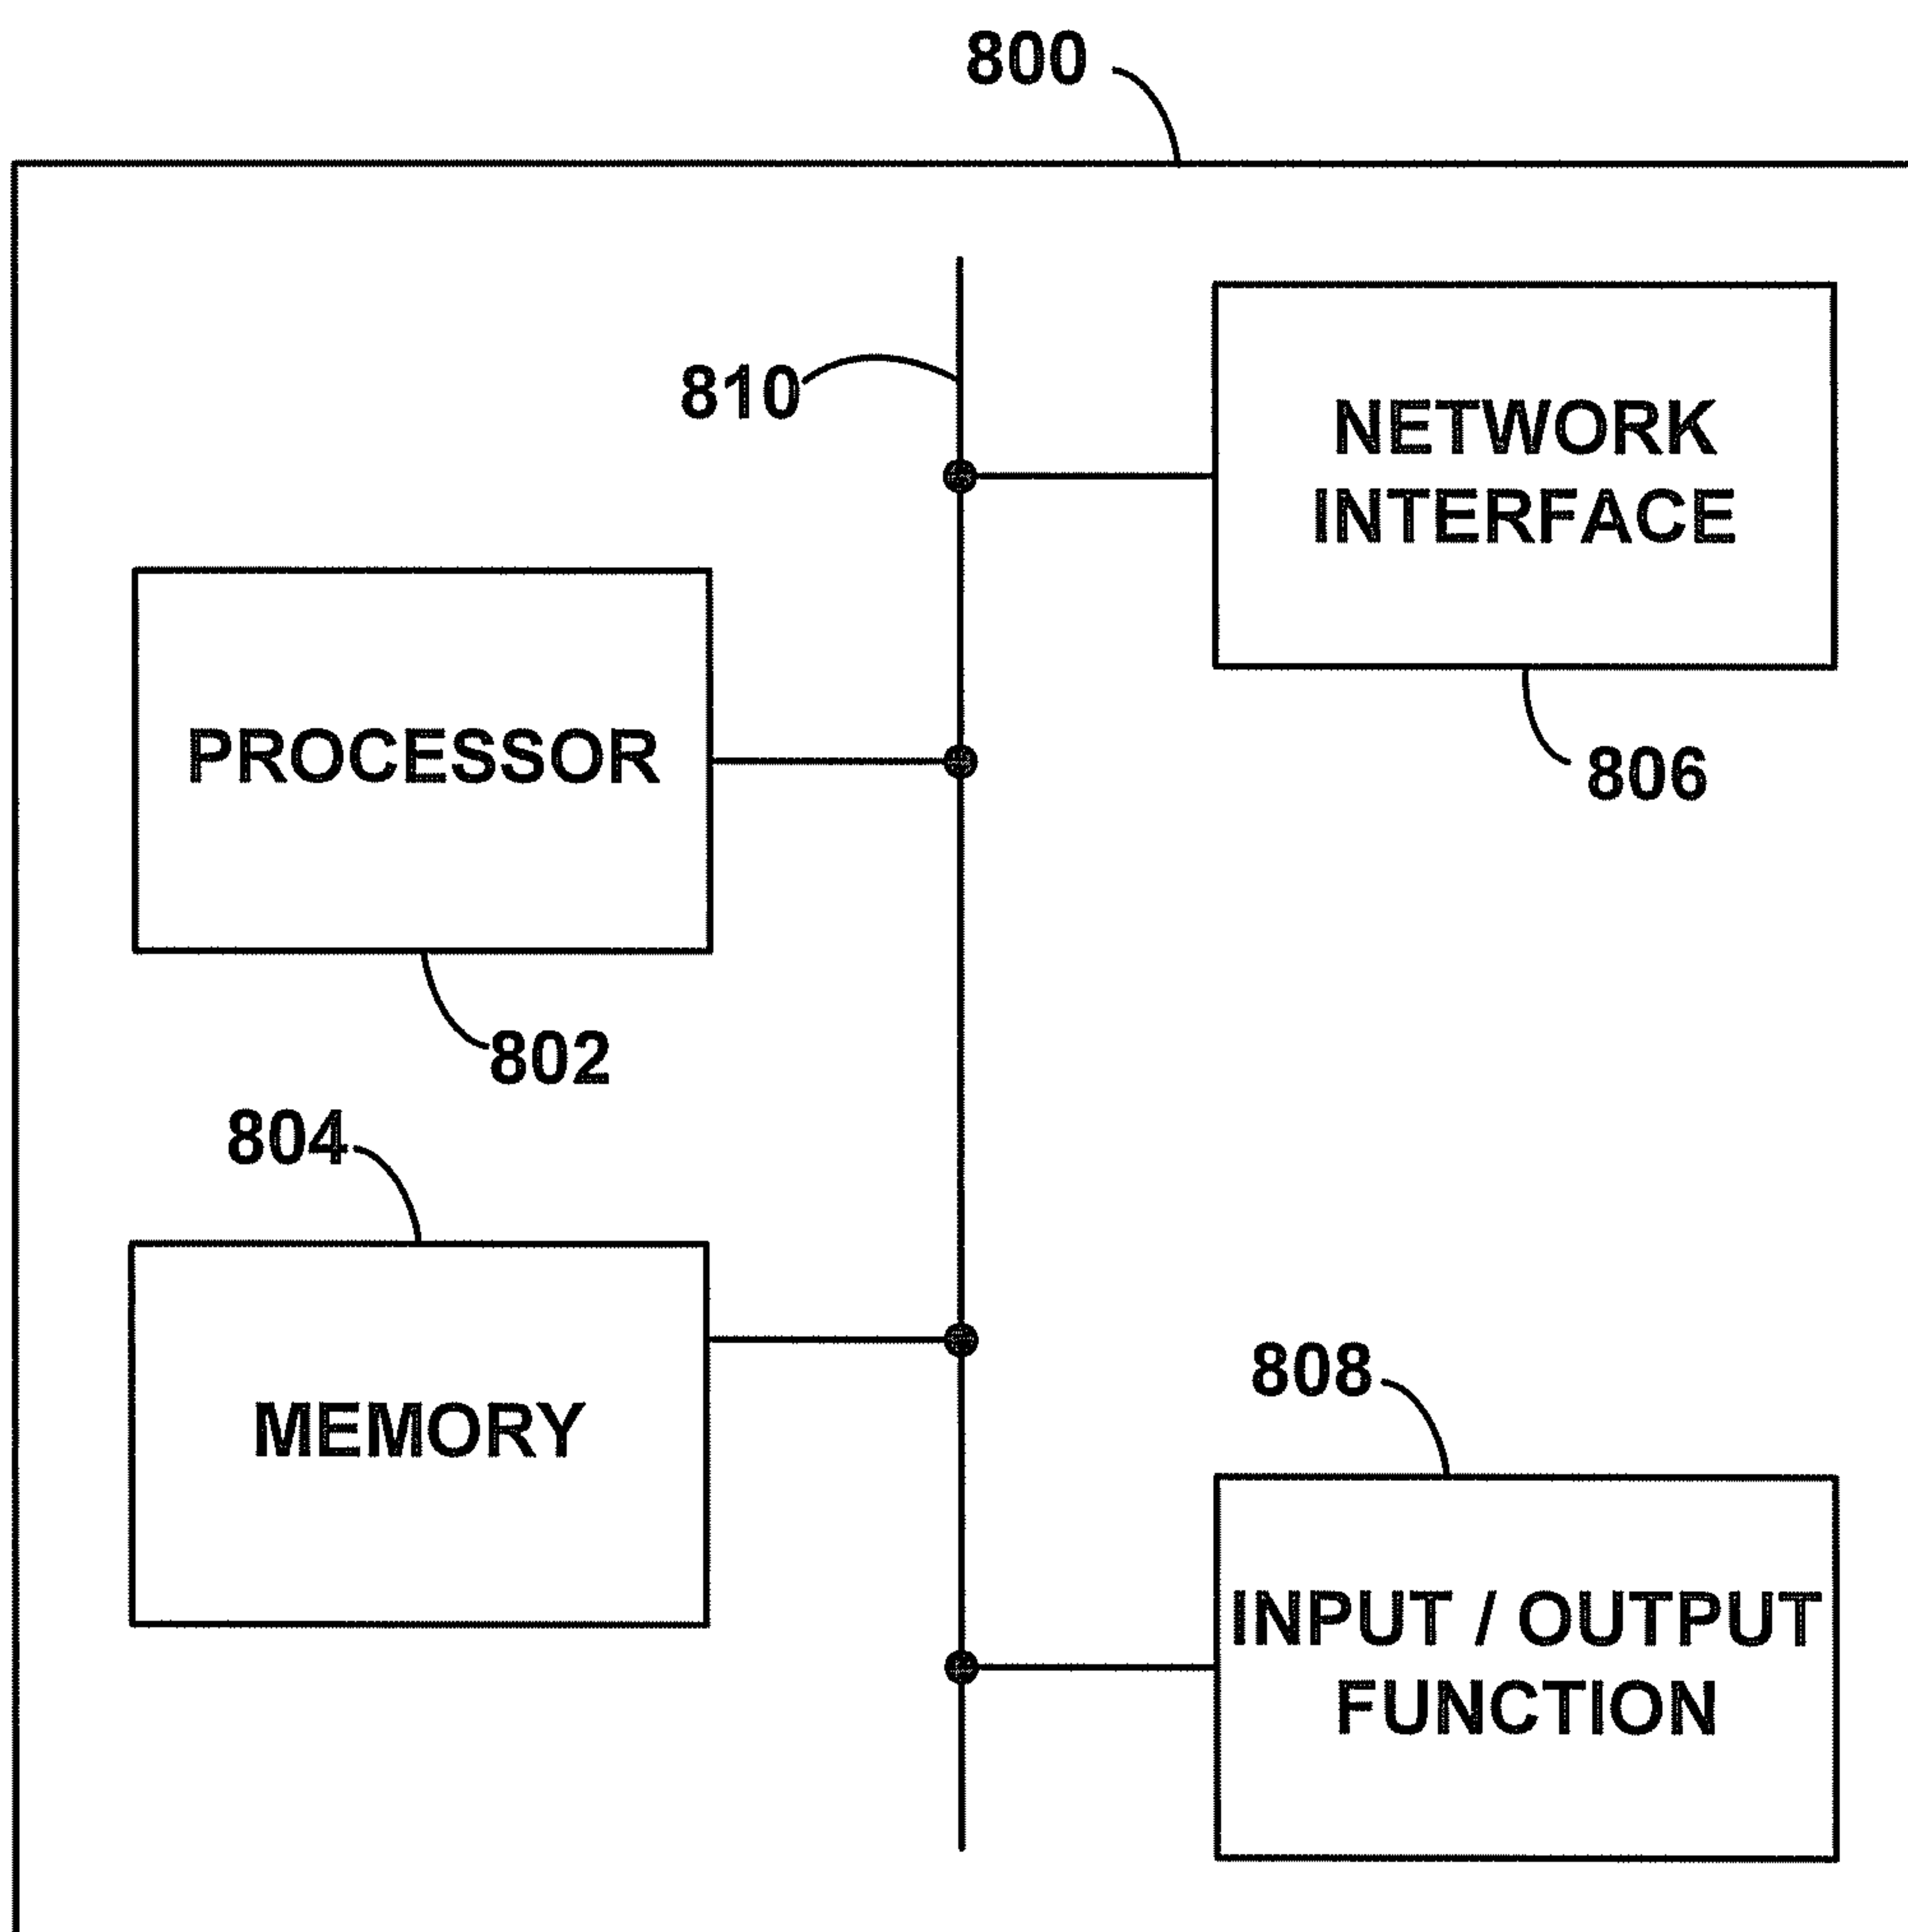 800
810
NETWORK
INTERFACE
806
PROCESSOR
802
804
MEMORY
808
INPUT / OUTPUT
FUNCTION